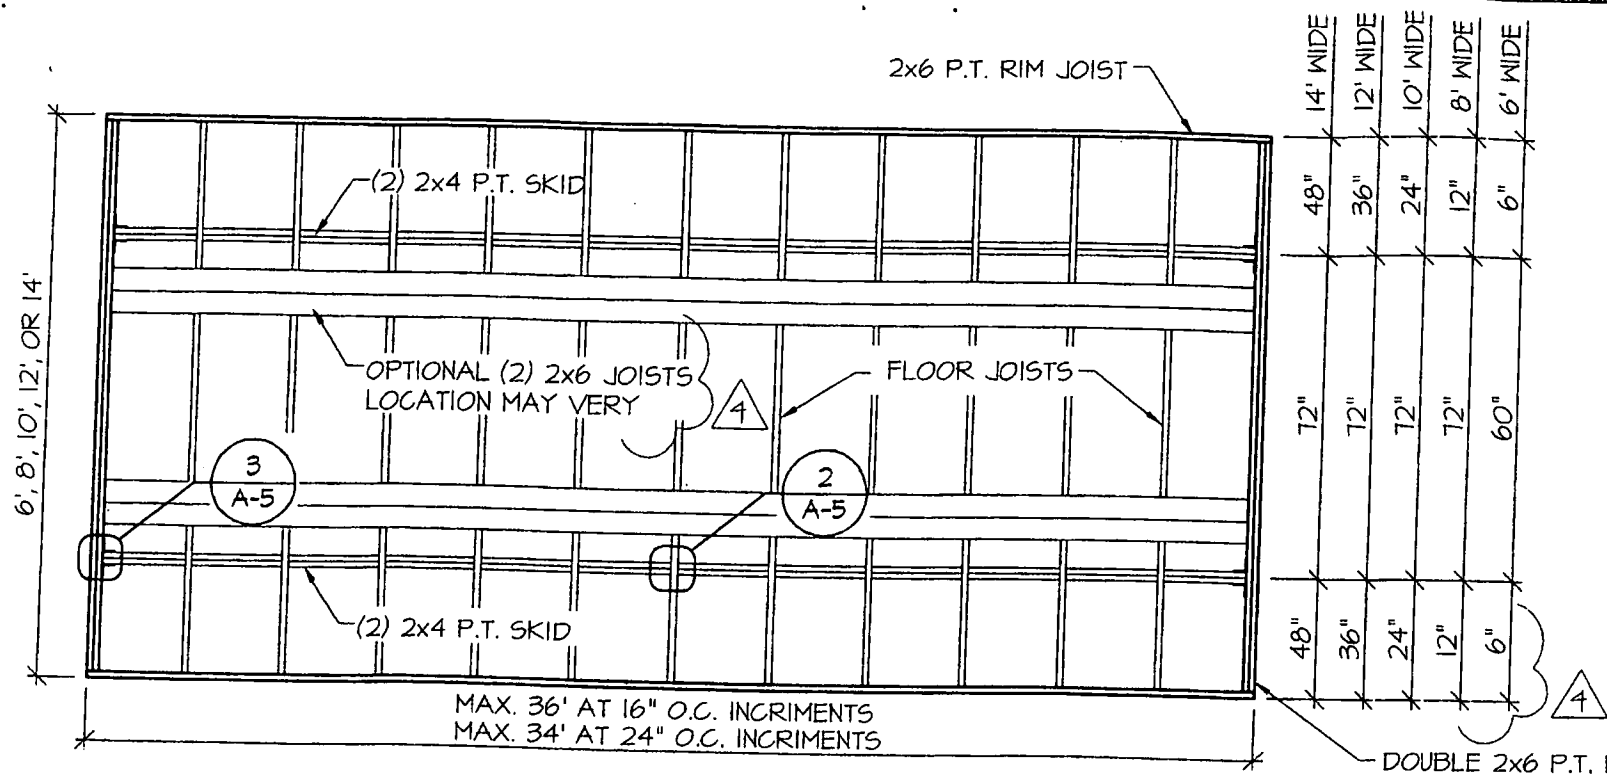 2x6 P.T. RIM JOIST
14' WIDE
12' WIDE
10' WIDE
8' WIDE
6' WIDE
(2) 2x4 P.T. SKID
48"
36"
24"
12"
6"
6', 8', 10', 12', OR 14'
OPTIONAL (2) 2x6 JOISTS
LOCATION MAY VERY
4
FLOOR JOISTS
72"
72"
72"
72"
60"
3
A-5
2
A-5
(2) 2x4 P.T. SKID
48"
36"
24"
12"
6"
4
MAX. 36' AT 16" O.C. INCRIMENTS
MAX. 34' AT 24" O.C. INCRIMENTS
DOUBLE 2x6 P.T.